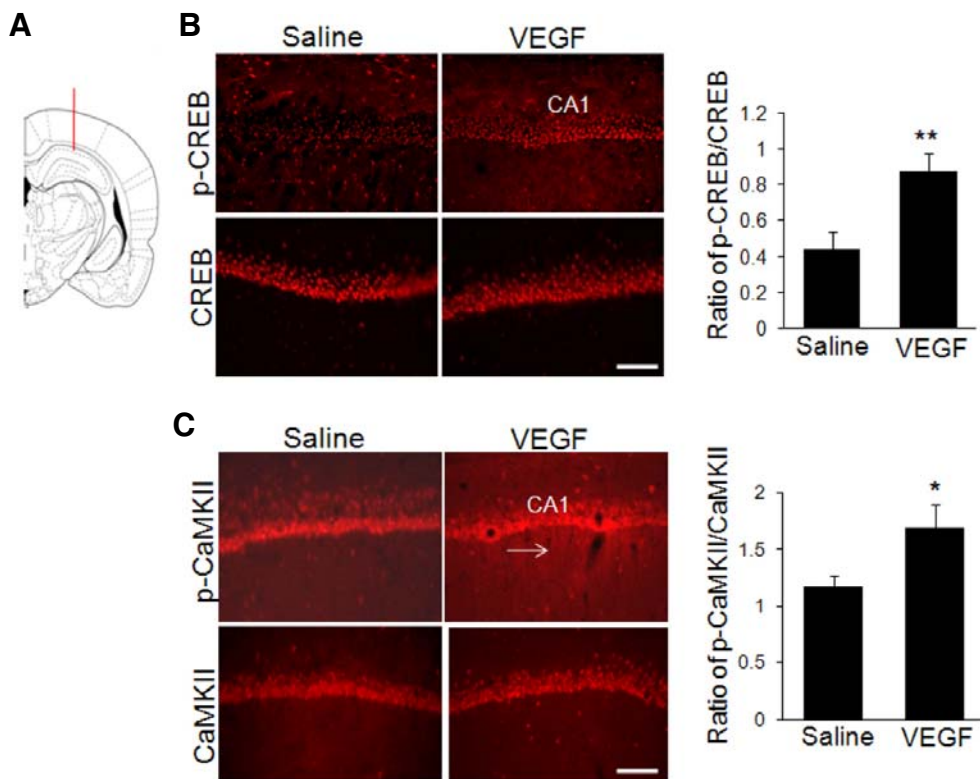 A
B
Saline VEGF
p-CREB
CA1
CREB
Ratio of p-CREB/CREB
1.2
1
0.8
0.6
0.4
0.2
0
**
Saline VEGF
C
Saline VEGF
p-CaMKII
CA1
CaMKII
Ratio of p-CaMKII/CaMKII
2
1.5
1
0.5
0
*
Saline VEGF